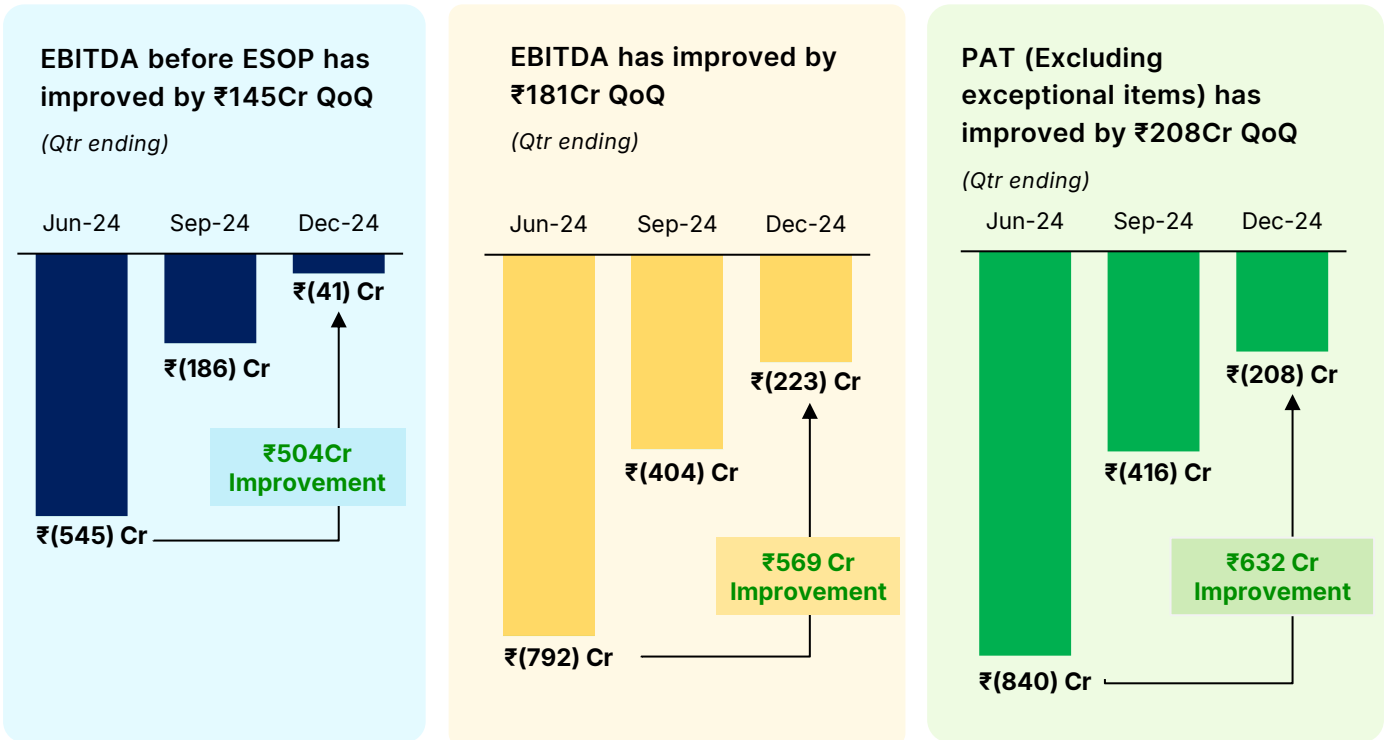 EBITDA before ESOP has
improved by ₹145Cr QoQ
(Qtr ending)
Jun-24 Sep-24 Dec-24
₹(41) Cr
₹(186) Cr
₹504Cr
Improvement
₹(545) Cr
EBITDA has improved by
₹181Cr QoQ
(Qtr ending)
Jun-24 Sep-24 Dec-24
₹(223) Cr
₹(404) Cr
₹569 Cr
Improvement
₹(792) Cr
PAT (Excluding
exceptional items) has
improved by ₹208Cr QoQ
(Qtr ending)
Jun-24 Sep-24 Dec-24
₹(208) Cr
₹(416) Cr
₹632 Cr
Improvement
₹(840) Cr